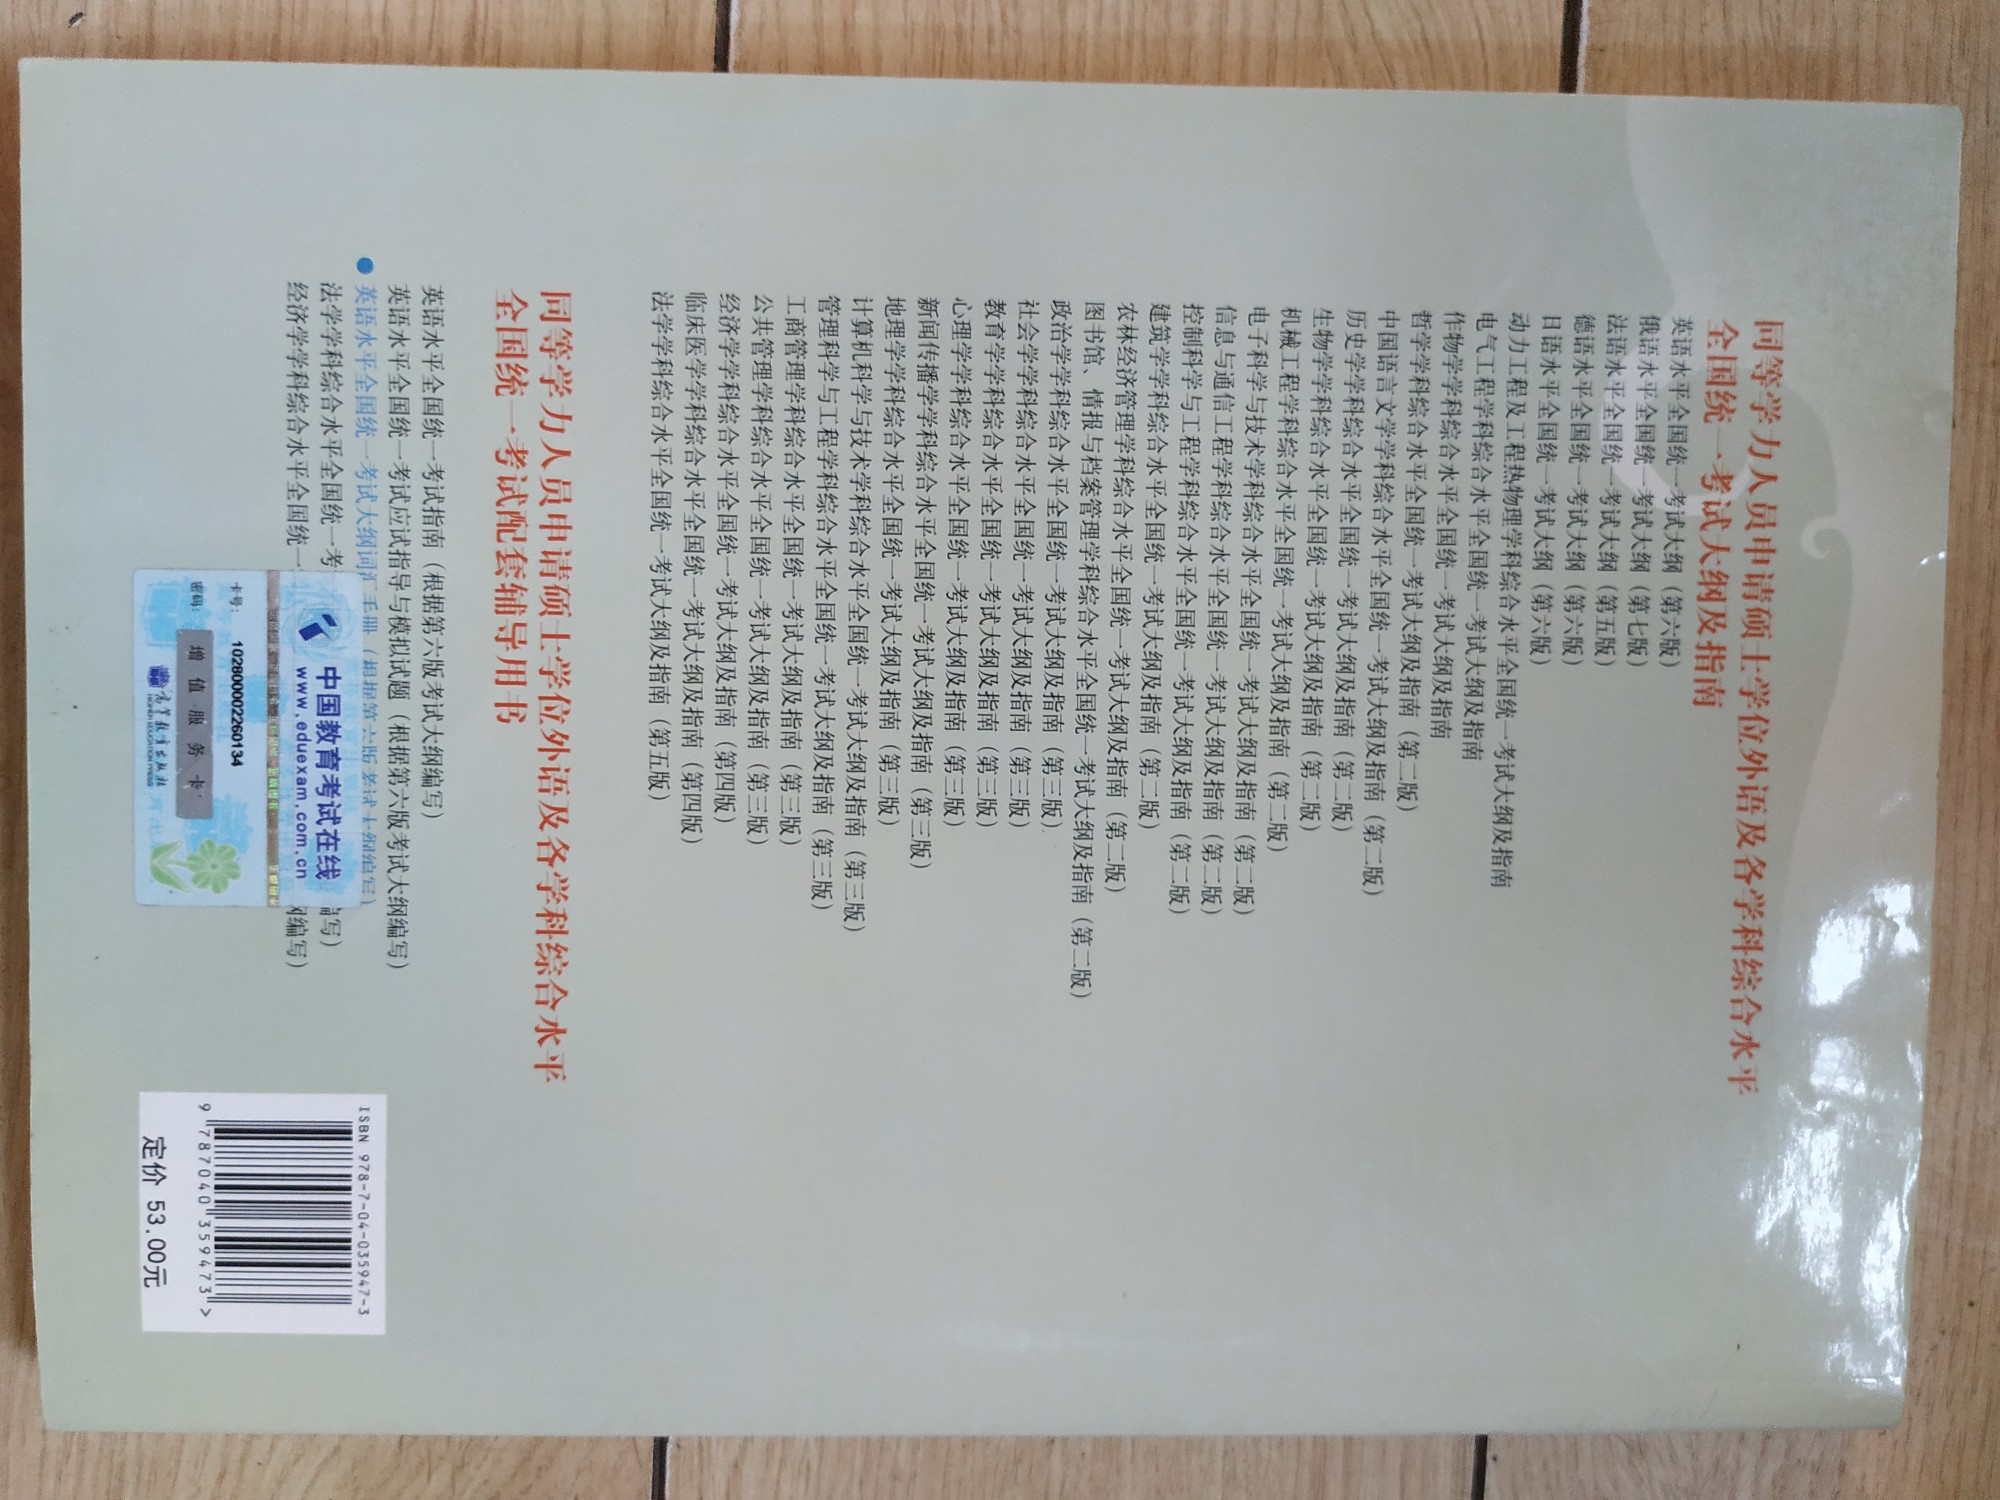 同等学力人员申请硕士学位外语及各学科综合水平
全国统一考试大纲及指南
英语水平全国统一考试大纲（第六版）
俄语水平全国统一考试大纲（第七版）
法语水平全国统一考试大纲（第五版）
德语水平全国统一考试大纲（第六版）
日语水平全国统一考试大纲（第六版）
动力工程及工程热物理学科综合水平全国统一考试大纲及指南
电气工程学科综合水平全国统一考试大纲及指南
作物学学科综合水平全国统一考试大纲及指南
哲学学科综合水平全国统一考试大纲及指南（第二版）
中国语言文学学科综合水平全国统一考试大纲及指南（第二版）
历史学学科综合水平全国统一考试大纲及指南（第二版）
生物学学科综合水平全国统一考试大纲及指南（第二版）
机械工程学科综合水平全国统一考试大纲及指南（第二版）
电子科学与技术学科综合水平全国统一考试大纲及指南（第二版）
信息与通信工程学科综合水平全国统一考试大纲及指南（第二版）
控制科学与工程学科综合水平全国统一考试大纲及指南（第二版）
建筑学学科综合水平全国统一考试大纲及指南（第二版）
农林经济管理学科综合水平全国统一考试大纲及指南（第二版）
图书馆、情报与档案管理学科综合水平全国统一考试大纲及指南（第二版）
政治学学科综合水平全国统一考试大纲及指南（第三版）
社会学学科综合水平全国统一考试大纲及指南（第三版）
教育学学科综合水平全国统一考试大纲及指南（第三版）
心理学学科综合水平全国统一考试大纲及指南（第三版）
新闻传播学学科综合水平全国统一考试大纲及指南（第三版）
地理学学科综合水平全国统一考试大纲及指南（第三版）
计算机科学与技术学科综合水平全国统一考试大纲及指南（第三版）
管理科学与工程学科综合水平全国统一考试大纲及指南（第三版）
工商管理学科综合水平全国统一考试大纲及指南（第三版）
公共管理学科综合水平全国统一考试大纲及指南（第三版）
经济学学科综合水平全国统一考试大纲及指南（第四版）
临床医学学科综合水平全国统一考试大纲及指南（第四版）
法学学科综合水平全国统一考试大纲及指南（第五版）
同等学力人员申请硕士学位外语及各学科综合水平
全国统一考试配套辅导用书
英语水平全国统一考试指南（根据第六版考试大纲编写）
英语水平全国统一考试应试指导与模拟试题（根据第六版考试大纲编写）
● 英语水平全国统一考试大纲词汇手册（根据第六版考试大纲编写）
法学学科综合水平全国统一考 编写）
经济学学科综合水平全国统一 纲编写）
中国教育考试在线
www.eduexam.com.cn
卡号：
102800002260134
密码：
增值服务卡
高等教育出版社
HIGHER EDUCATION PRESS
ISBN 978-7-04-035947-3
9 787040 359473 >
定价 53.00元